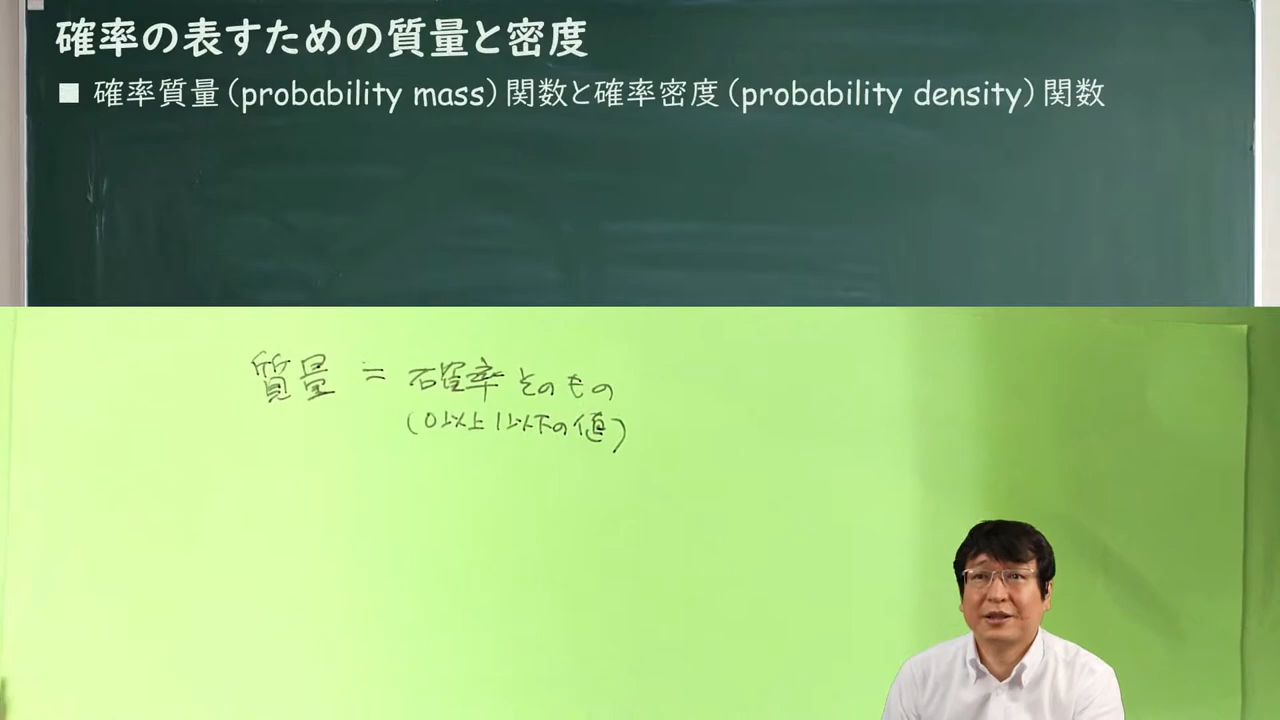 確率の表すための質量と密度
■ 確率質量（probability mass）関数と確率密度（probability density）関数
質量 = 確率そのもの
(0以上1以下の値)